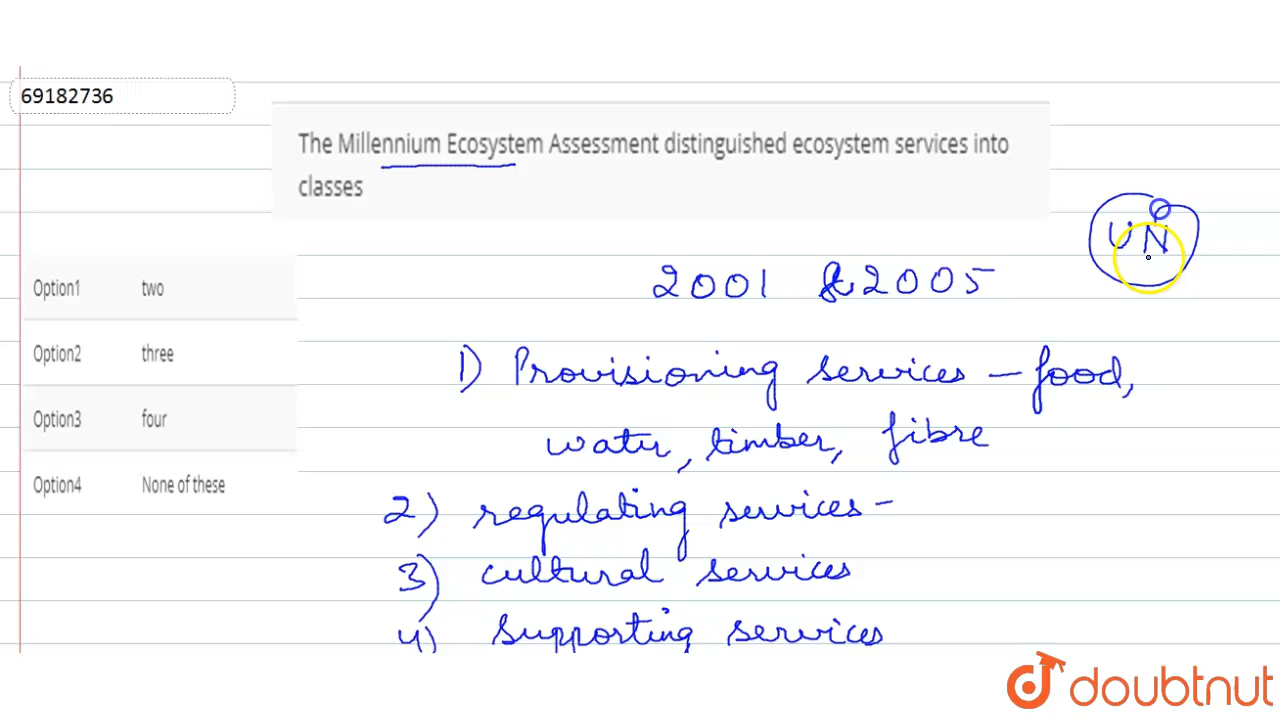 69182736
The Millennium Ecosystem Assessment distinguished ecosystem services into
classes
UN
Option1 two
2001 & 2005
Option2 three
1) Provisioning services - food,
Option3 four
water, timber, fibre
Option4 None of these
2) regulating services -
3) cultural services
4) supporting services
doubtnut